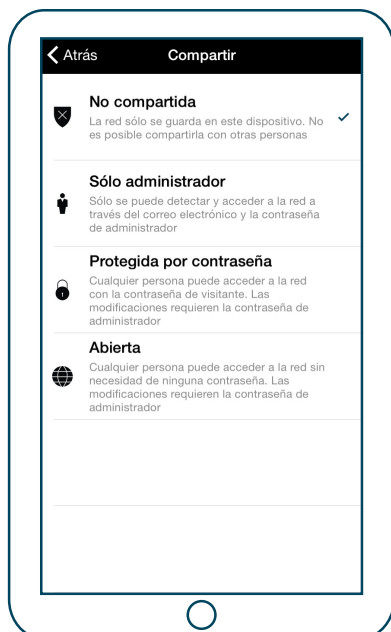 Atrás Compartir
No compartida
La red sólo se guarda en este dispositivo. No
es posible compartirla con otras personas
Sólo administrador
Sólo se puede detectar y acceder a la red a
través del correo electrónico y la contraseña
de administrador
Protegida por contraseña
Cualquier persona puede acceder a la red
con la contraseña de visitante. Las
modificaciones requieren la contraseña de
administrador
Abierta
Cualquier persona puede acceder a la red sin
necesidad de ninguna contraseña. Las
modificaciones requieren la contraseña de
administrador